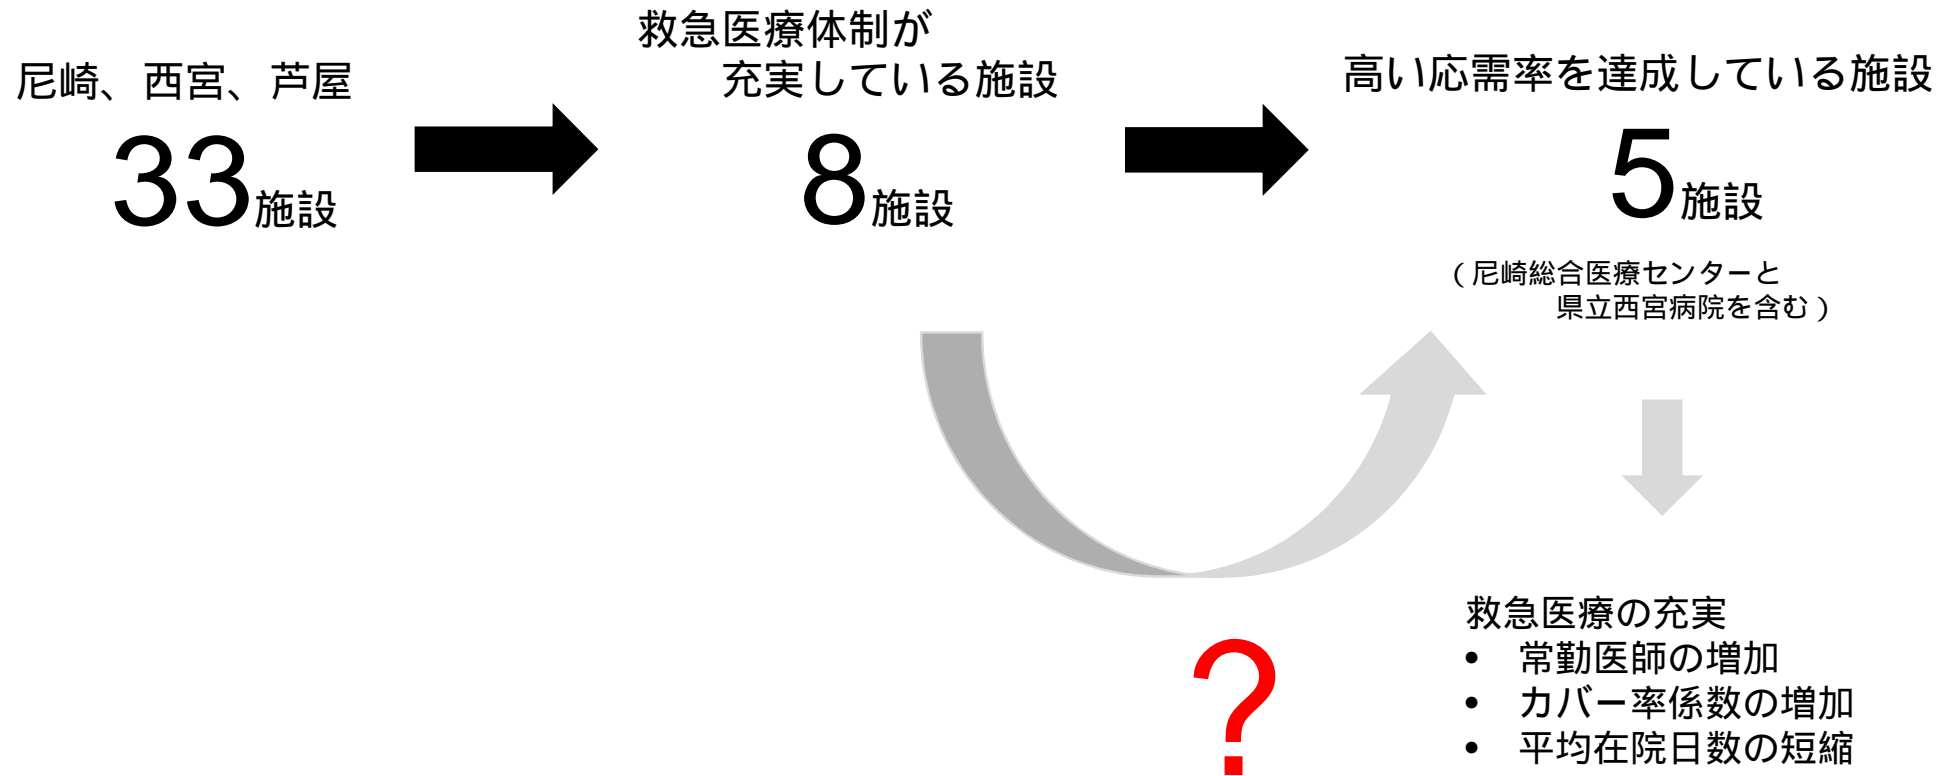 尼崎、西宮、芦屋
33施設
救急医療体制が
充実している施設
8施設
高い応需率を達成している施設
5施設
(尼崎総合医療センターと
県立西宮病院を含む)
?
救急医療の充実
• 常勤医師の増加
• カバー率係数の増加
• 平均在院日数の短縮